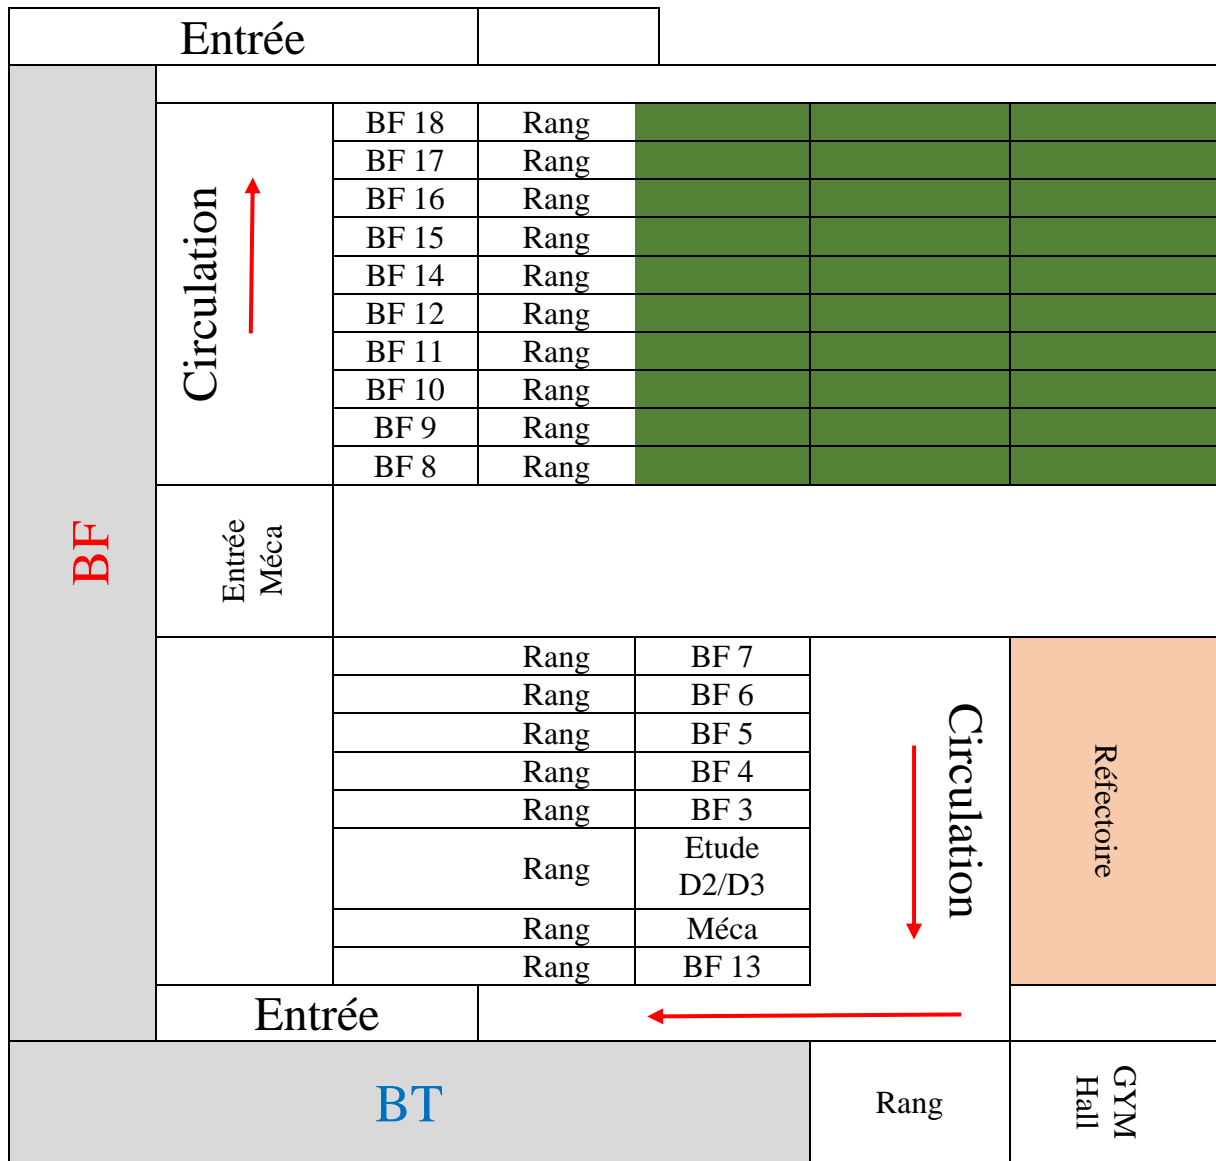 Entrée
BF 18 Rang
BF 17 Rang
BF 16 Rang
BF 15 Rang
BF 14 Rang
BF 12 Rang
BF 11 Rang
BF 10 Rang
BF 9 Rang
BF 8 Rang
Circulation
BF
Entrée
Méca
Rang BF 7
Rang BF 6
Rang BF 5
Rang BF 4
Rang BF 3
Rang Etude
D2/D3
Rang Méca
Rang BF 13
Circulation
Réfectoire
Entrée
BT
Rang
GYM
Hall